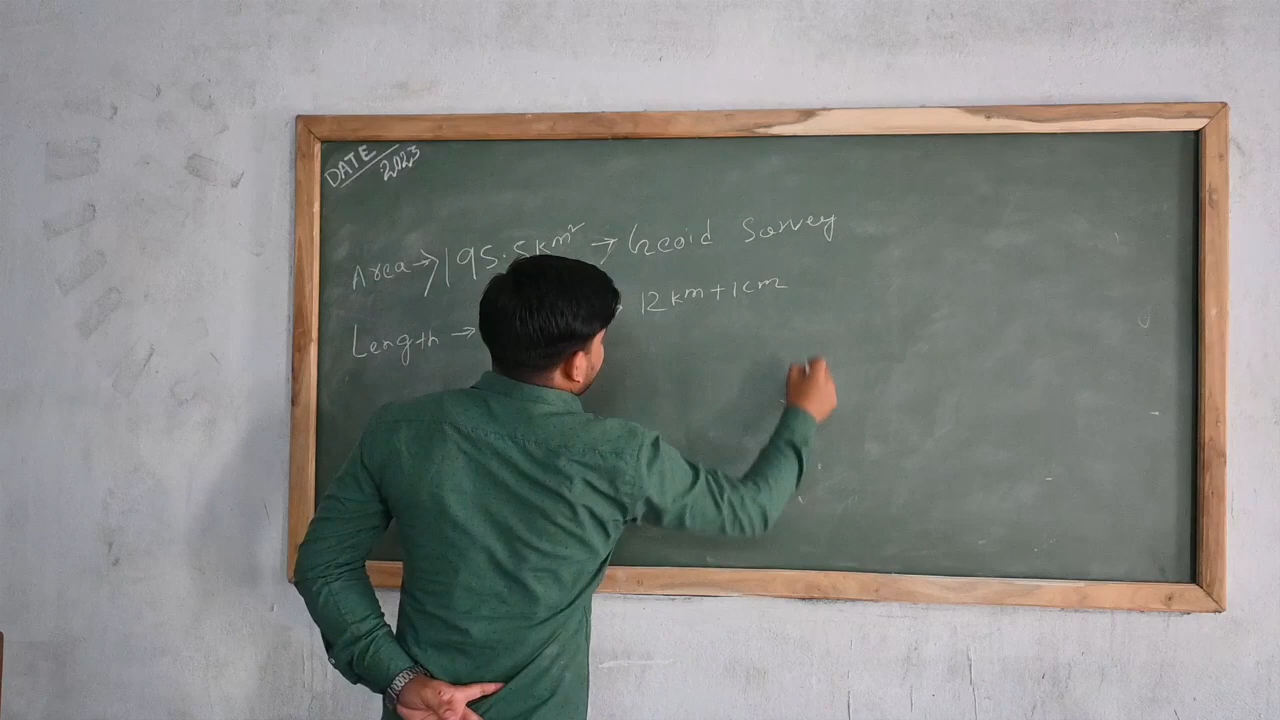 DATE
2023
Area → 195.5km² → Geoid Survey
Length → → 12km+1cm